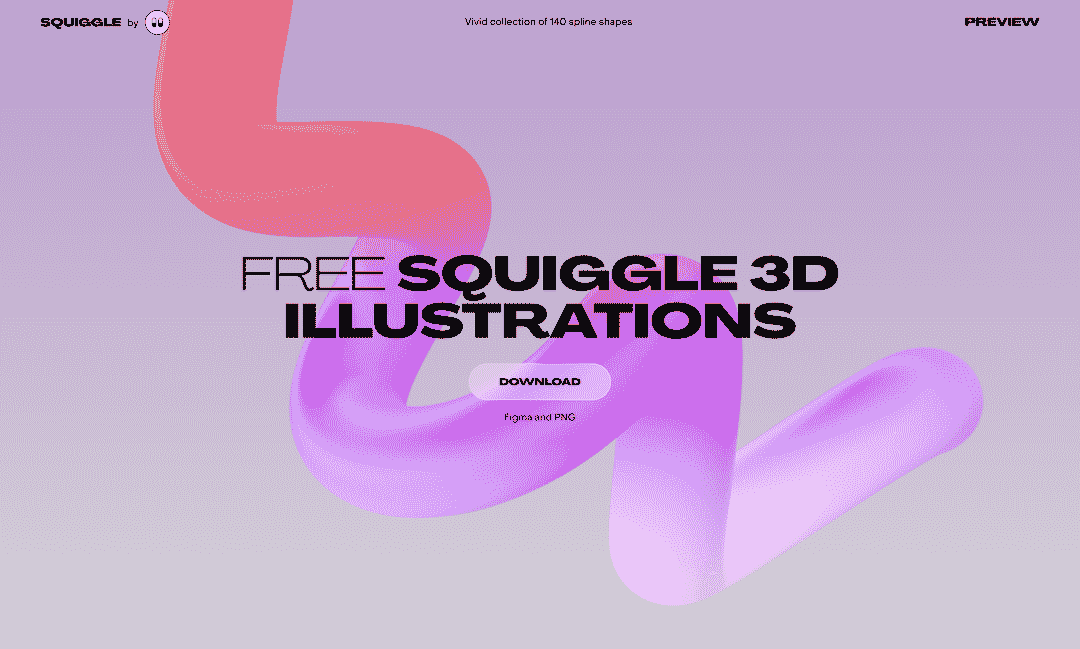 SQUIGGLE by
Vivid collection of 140 spline shapes
PREVIEW
FREE SQUIGGLE 3D
ILLUSTRATIONS
DOWNLOAD
Figma and PNG